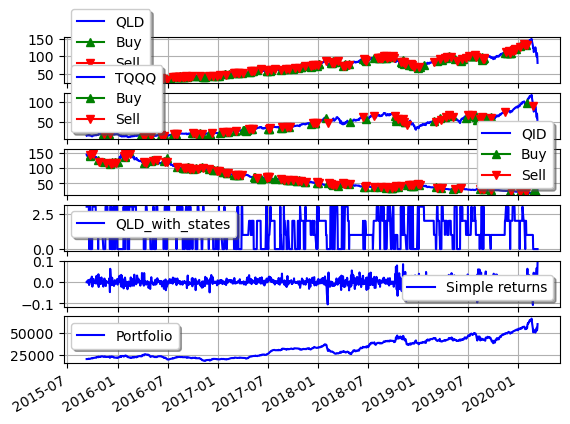 QLD
Buy
Sell
150
100
50
TQQQ
Buy
Sell
100
50
QID
Buy
Sell
150
100
50
QLD_with_states
2.5
0.0
Simple returns
0.1
0.0
−0.1
Portfolio
50000
25000
2015-07
2016-01
2016-07
2017-01
2017-07
2018-01
2018-07
2019-01
2019-07
2020-01